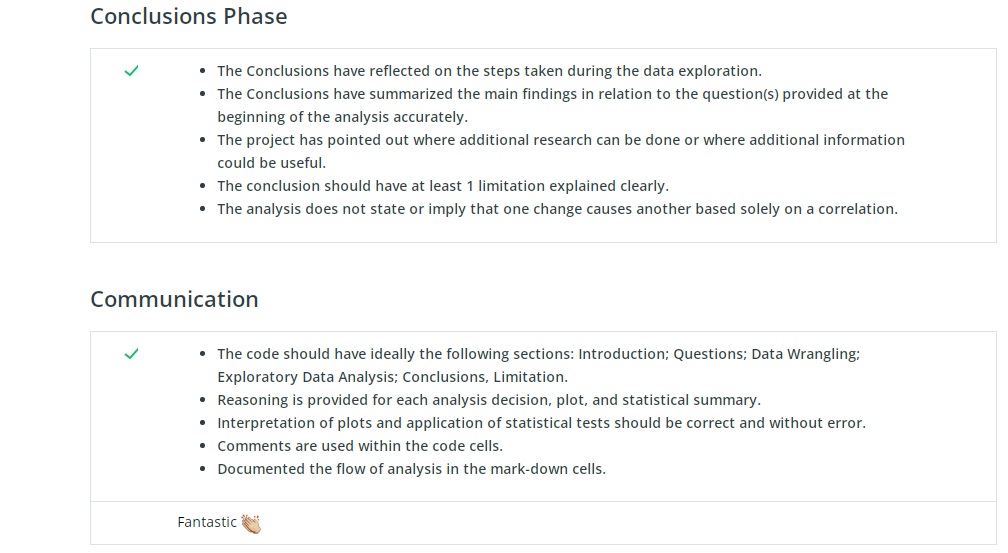 Conclusions Phase
The Conclusions have reflected on the steps taken during the data exploration.
The Conclusions have summarized the main findings in relation to the question(s) provided at the
beginning of the analysis accurately.
The project has pointed out where additional research can be done or where additional information
could be useful.
The conclusion should have at least 1 limitation explained clearly.
The analysis does not state or imply that one change causes another based solely on a correlation.
Communication
The code should have ideally the following sections: Introduction; Questions; Data Wrangling;
Exploratory Data Analysis; Conclusions, Limitation.
Reasoning is provided for each analysis decision, plot, and statistical summary.
Interpretation of plots and application of statistical tests should be correct and without error.
Comments are used within the code cells.
Documented the flow of analysis in the mark-down cells.
Fantastic 👏🏼